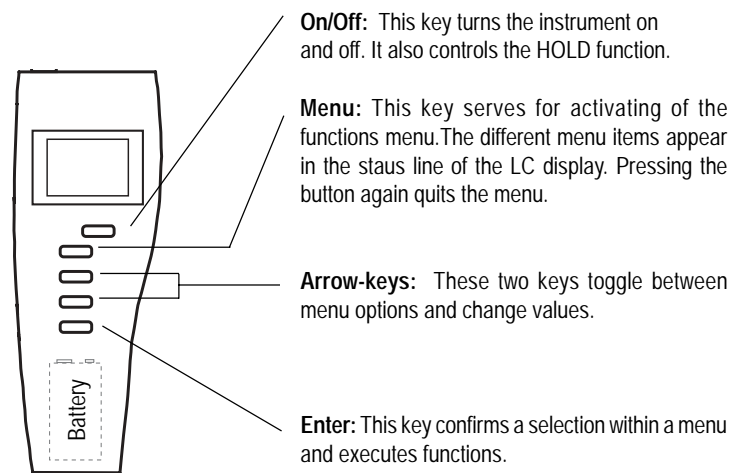 On/Off: This key turns the instrument on
and off. It also controls the HOLD function.
Menu: This key serves for activating of the
functions menu.The different menu items appear
in the staus line of the LC display. Pressing the
button again quits the menu.
Arrow-keys: These two keys toggle between
menu options and change values.
Battery
Enter: This key confirms a selection within a menu
and executes functions.